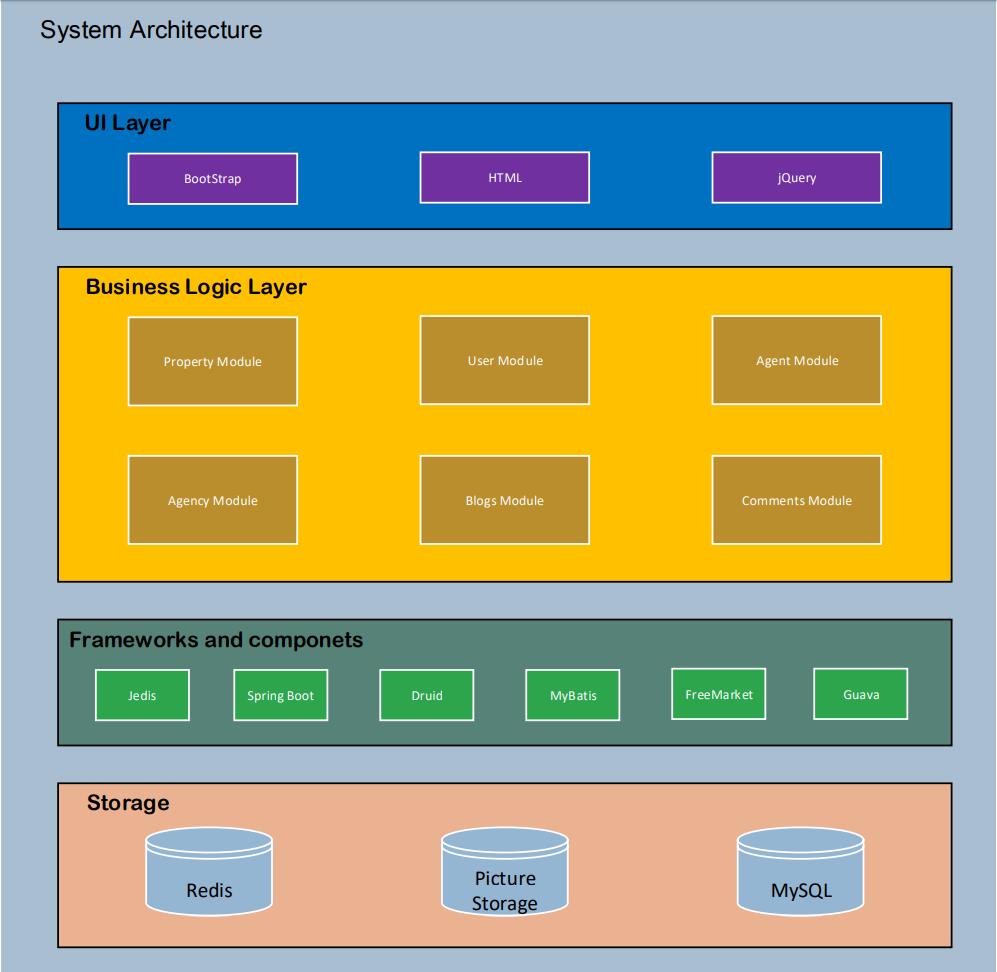 System Architecture
UI Layer
BootStrap
HTML
jQuery
Business Logic Layer
Property Module
User Module
Agent Module
Agency Module
Blogs Module
Comments Module
Frameworks and componets
Jedis
Spring Boot
Druid
MyBatis
FreeMarket
Guava
Storage
Redis
Picture
Storage
MySQL